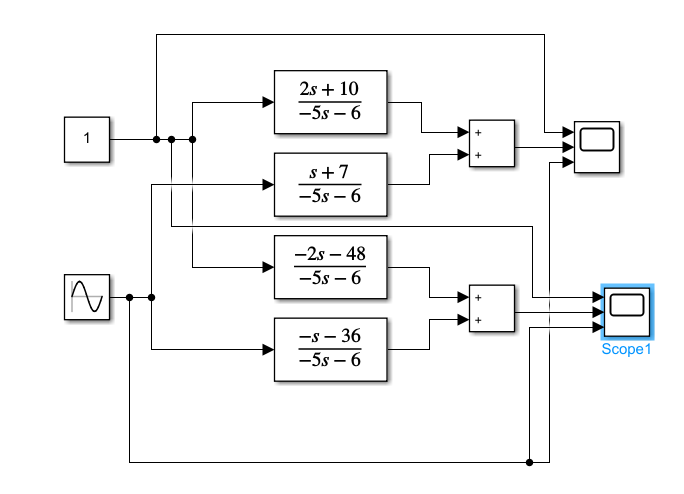 1
2s + 10
−5s − 6
+
+
s + 7
−5s − 6
−2s − 48
−5s − 6
+
+
−s − 36
−5s − 6
Scope1